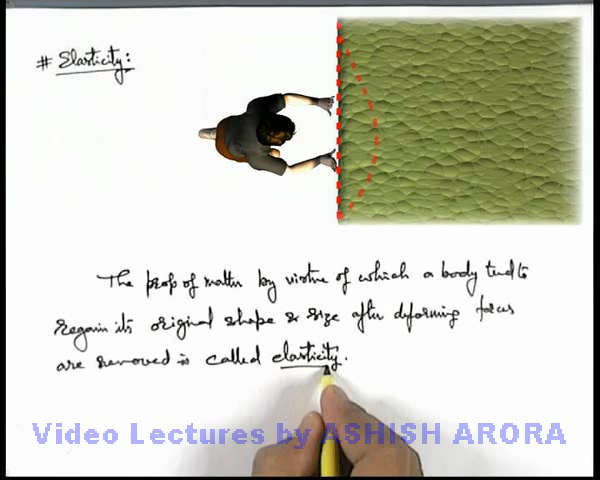 # Elasticity:
The prop of matter by virtue of which a body tend to
regain its original shape & size after deforming forces
are removed is called elasticity.
Video Lectures by ASHISH ARORA